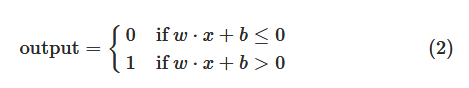 output = { 0 if w · x + b ≤ 0
1 if w · x + b > 0 (2)